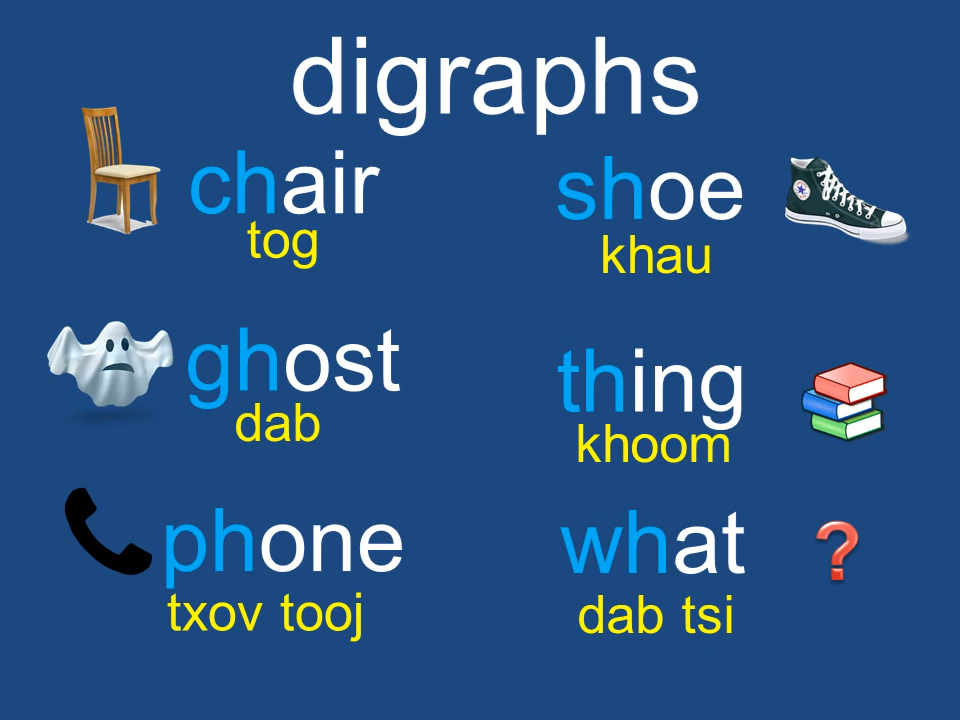 digraphs
chair
tog
shoe
khau
ghost
dab
thing
khoom
phone
txov tooj
what
dab tsi
?